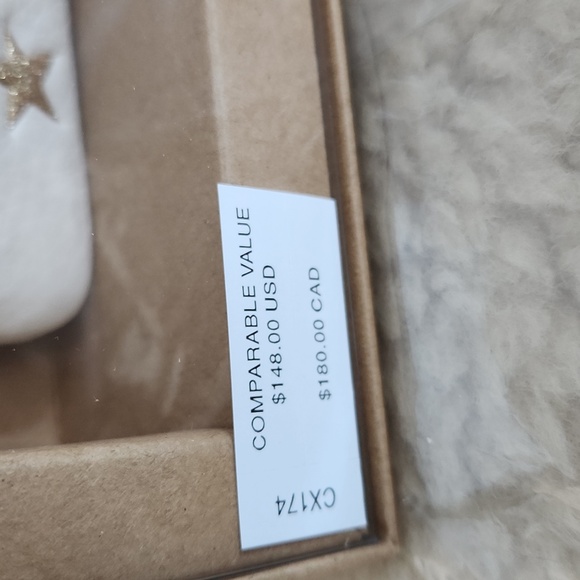 COMPARABLE VALUE
$148.00 USD
$180.00 CAD
CX174